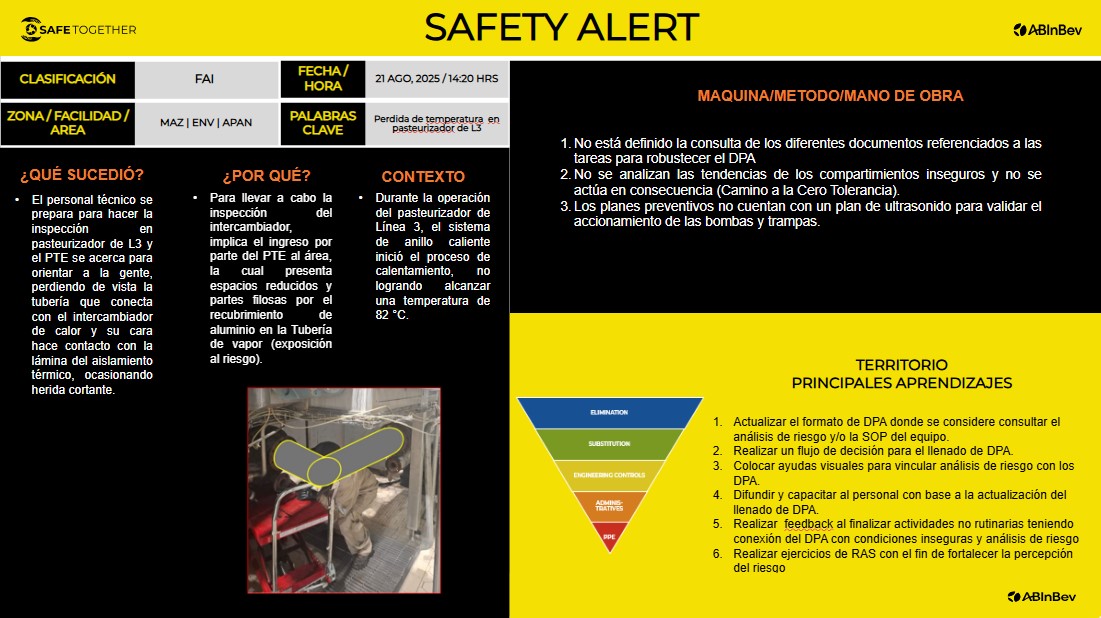 SAFETOGETHER
SAFETY ALERT
ABInBev
CLASIFICACIÓN
FAI
FECHA /
HORA
21 AGO, 2025 / 14:20 HRS
ZONA / FACILIDAD /
AREA
MAZ | ENV | APAN
PALABRAS
CLAVE
Perdida de temperatura en
pasteurizador de L3
¿QUÉ SUCEDIÓ?
• El personal técnico se
prepara para hacer la
inspección en
pasteurizador de L3 y
el PTE se acerca para
orientar a la gente,
perdiendo de vista la
tubería que conecta
con el intercambiador
de calor y su cara
hace contacto con la
lámina del aislamiento
térmico, ocasionando
herida cortante.
¿POR QUÉ?
• Para llevar a cabo la
inspección del
intercambiador,
implica el ingreso por
parte del PTE al área,
la cual presenta
espacios reducidos y
partes filosas por el
recubrimiento de
aluminio en la Tubería
de vapor (exposición
al riesgo).
CONTEXTO
• Durante la operación
del pasteurizador de
Línea 3, el sistema
de anillo caliente
inició el proceso de
calentamiento, no
logrando alcanzar
una temperatura de
82 °C.
MAQUINA/METODO/MANO DE OBRA
1. No está definido la consulta de los diferentes documentos referenciados a las
tareas para robustecer el DPA
2. No se analizan las tendencias de los compartimientos inseguros y no se
actúa en consecuencia (Camino a la Cero Tolerancia).
3. Los planes preventivos no cuentan con un plan de ultrasonido para validar el
accionamiento de las bombas y trampas.
TERRITORIO
PRINCIPALES APRENDIZAJES
ELIMINATION
SUBSTITUTION
ENGINEERING CONTROLS
ADMINIS-
TRATIVES
PPE
1. Actualizar el formato de DPA donde se considere consultar el
análisis de riesgo y/o la SOP del equipo.
2. Realizar un flujo de decisión para el llenado de DPA.
3. Colocar ayudas visuales para vincular análisis de riesgo con los
DPA.
4. Difundir y capacitar al personal con base a la actualización del
llenado de DPA.
5. Realizar feedback al finalizar actividades no rutinarias teniendo
conexión del DPA con condiciones inseguras y análisis de riesgo
6. Realizar ejercicios de RAS con el fin de fortalecer la percepción
del riesgo
ABInBev